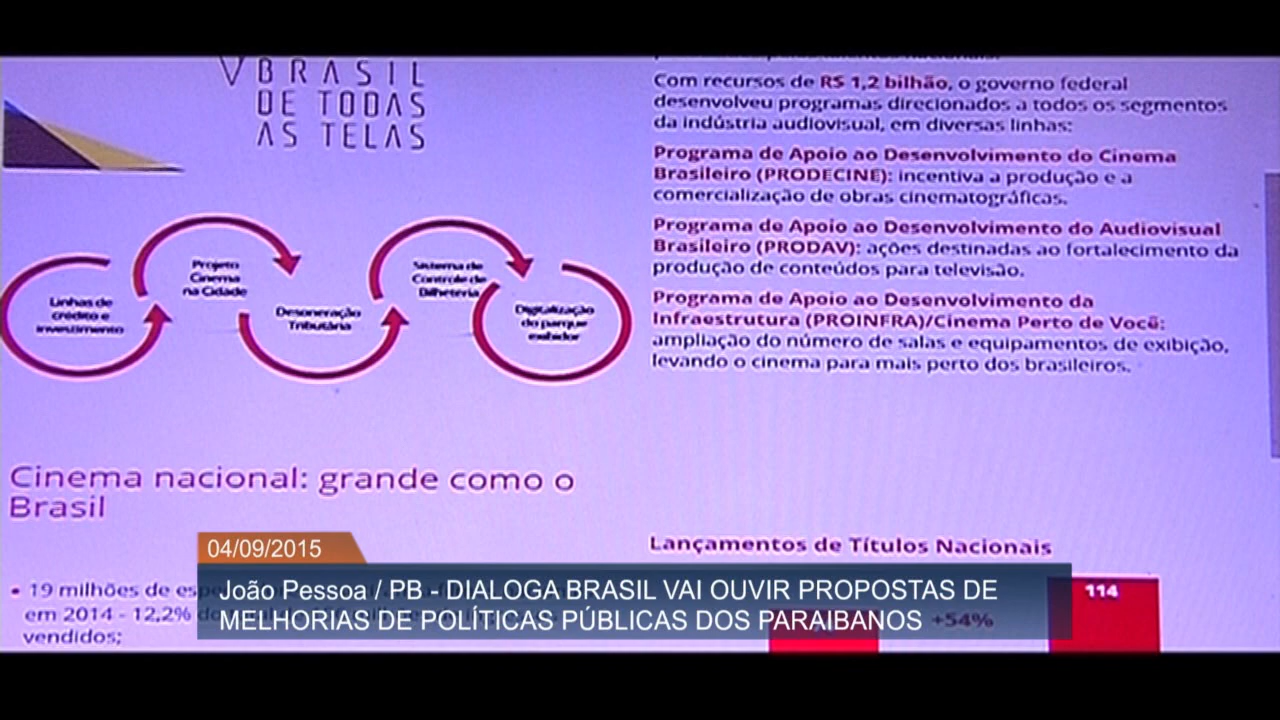 BRASIL
DE TODAS
AS TELAS
Linhas de
crédito e
investimento
Projeto
Cinema
na Cidade
Desoneração
Tributária
Sistema de
Controle de
Bilheteria
Digitalização
do parque
exibidor
Cinema nacional: grande como o
Brasil
• 19 milhões de
em 2014 - 12,2%
vendidos;
Com recursos de R$ 1,2 bilhão, o governo federal
desenvolveu programas direcionados a todos os segmentos
da indústria audiovisual, em diversas linhas:
Programa de Apoio ao Desenvolvimento do Cinema
Brasileiro (PRODECINE): incentiva a produção e a
comercialização de obras cinematográficas.
Programa de Apoio ao Desenvolvimento do Audiovisual
Brasileiro (PRODAV): ações destinadas ao fortalecimento da
produção de conteúdos para televisão.
Programa de Apoio ao Desenvolvimento da
Infraestrutura (PROINFRA)/Cinema Perto de Você:
ampliação do número de salas e equipamentos de exibição,
levando o cinema para mais perto dos brasileiros.
Lançamentos de Títulos Nacionais
+54%
114
04/09/2015
João Pessoa / PB - DIALOGA BRASIL VAI OUVIR PROPOSTAS DE
MELHORIAS DE POLÍTICAS PÚBLICAS DOS PARAIBANOS